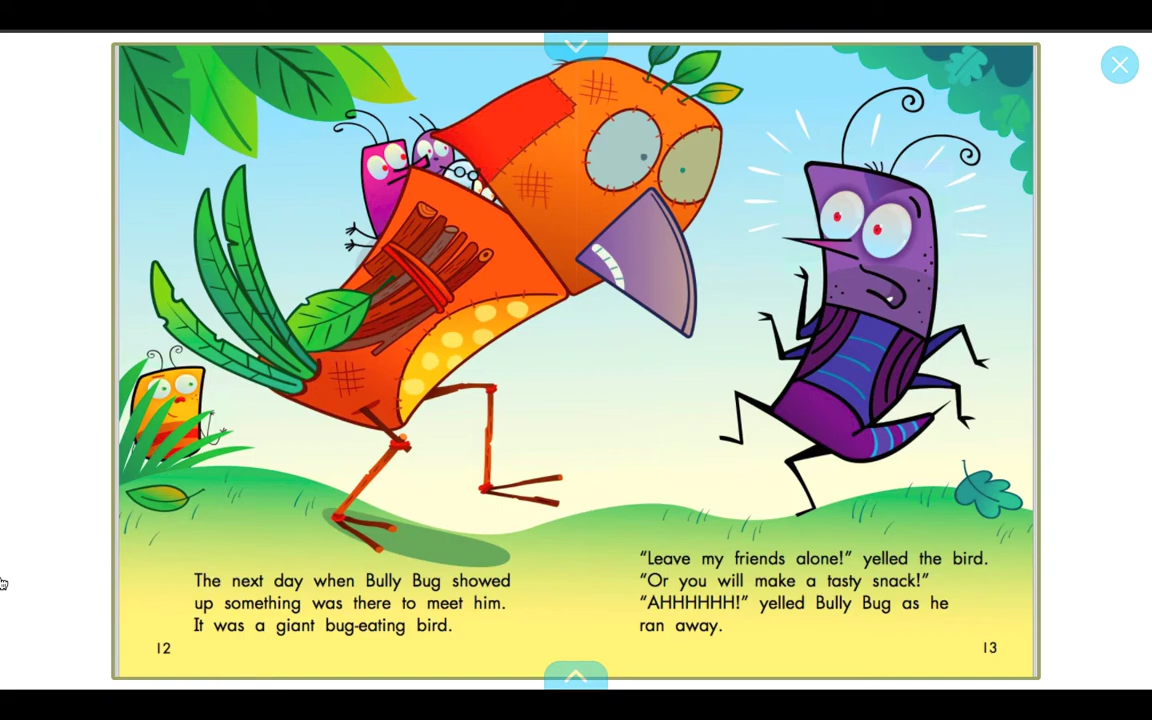 The next day when Bully Bug showed
up something was there to meet him.
It was a giant bug-eating bird.
12
“Leave my friends alone!” yelled the bird.
“Or you will make a tasty snack!”
“AHHHHHH!” yelled Bully Bug as he
ran away.
13